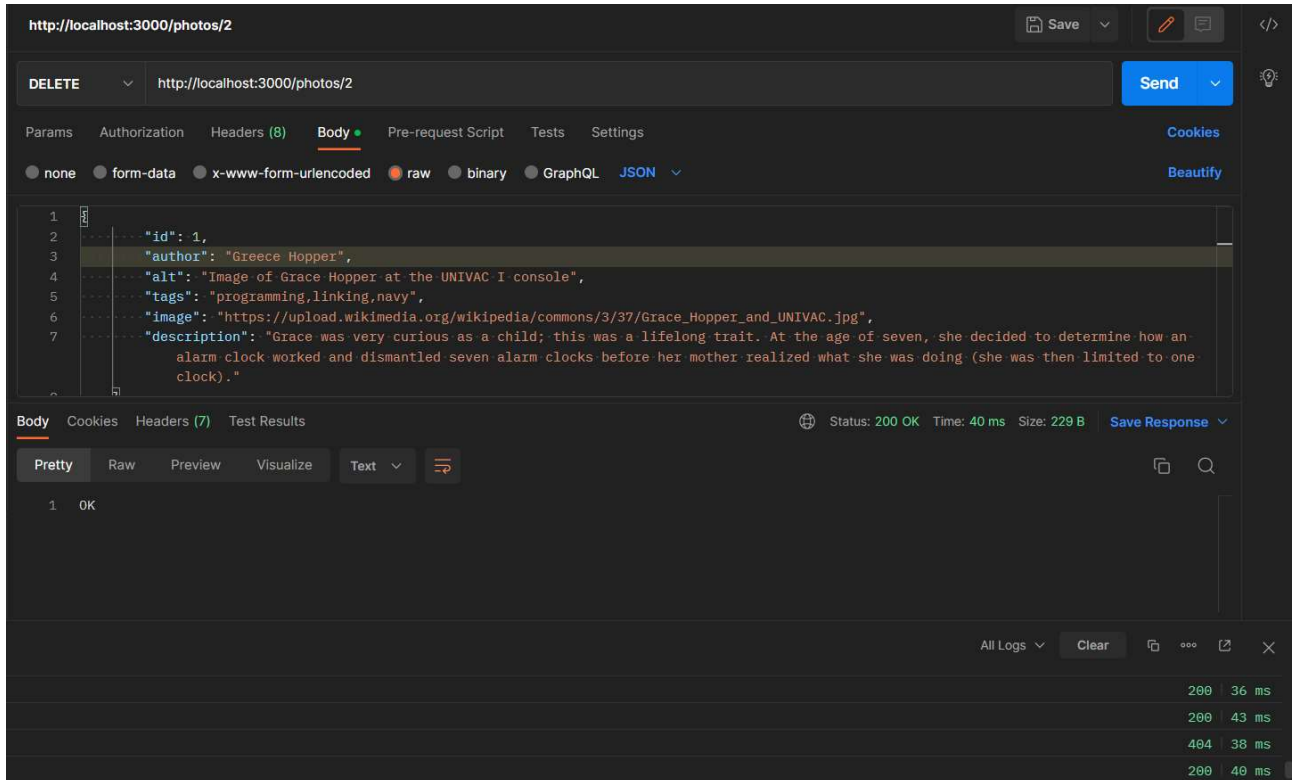 http://localhost:3000/photos/2 Save </>
DELETE http://localhost:3000/photos/2 Send
Params Authorization Headers (8) Body Pre-request Script Tests Settings Cookies
none form-data x-www-form-urlencoded raw binary GraphQL JSON Beautify
1 {
2 "id": 1,
3 "author": "Greece Hopper",
4 "alt": "Image of Grace Hopper at the UNIVAC I console",
5 "tags": "programming,linking,navy",
6 "image": "https://upload.wikimedia.org/wikipedia/commons/3/37/Grace_Hopper_and_UNIVAC.jpg",
7 "description": "Grace was very curious as a child; this was a lifelong trait. At the age of seven, she decided to determine how an
alarm clock worked and dismantled seven alarm clocks before her mother realized what she was doing (she was then limited to one
clock)."
Body Cookies Headers (7) Test Results Status: 200 OK Time: 40 ms Size: 229 B Save Response
Pretty Raw Preview Visualize Text
1 OK
All Logs Clear
200 36 ms
200 43 ms
404 38 ms
200 40 ms